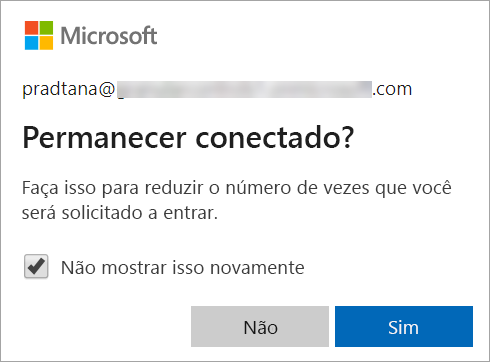 Microsoft
pradtana@ .com
Permanecer conectado?
Faça isso para reduzir o número de vezes que você
será solicitado a entrar.
Não mostrar isso novamente
Não
Sim